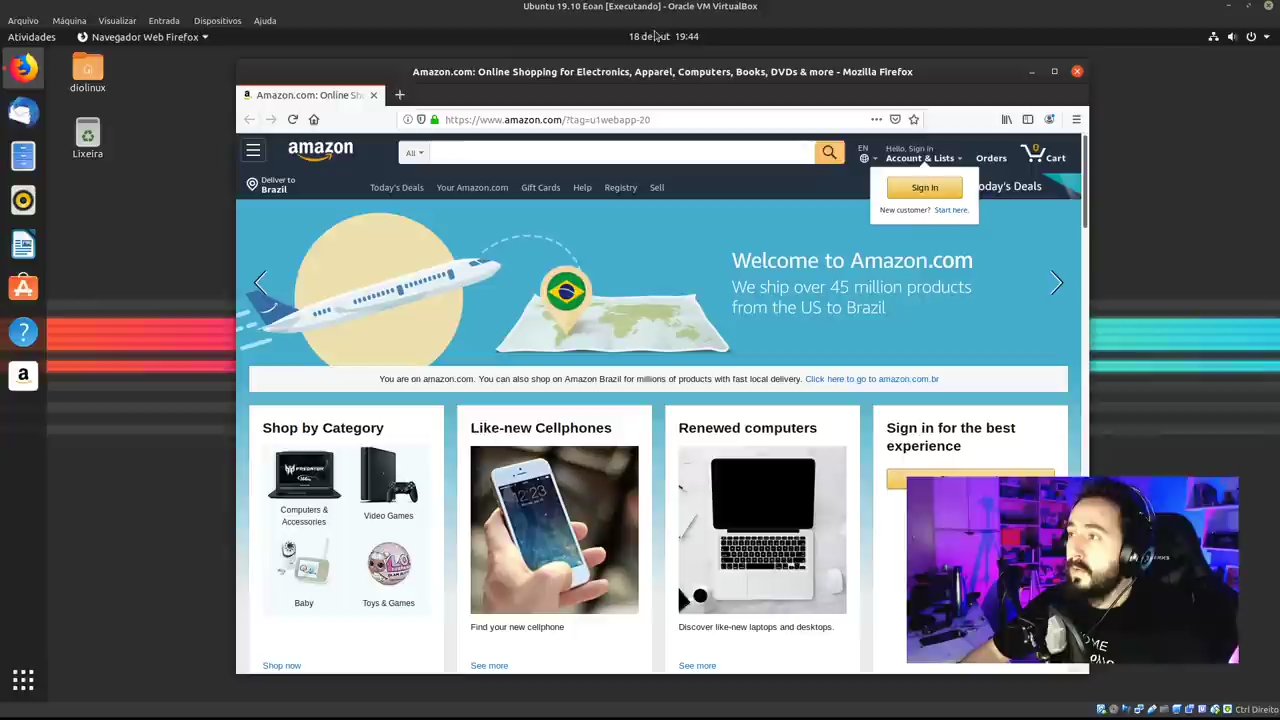 Ubuntu 19.10 Eoan [Executando] - Oracle VM VirtualBox
Arquivo Máquina Visualizar Entrada Dispositivos Ajuda
Atividades Navegador Web Firefox 18 de out 19:44
diolinux
Lixeira
Amazon.com: Online Shopping for Electronics, Apparel, Computers, Books, DVDs & more - Mozilla Firefox
Amazon.com: Online Sh
https://www.amazon.com/?tag=u1webapp-20
amazon
All
EN
Hello, Sign in
Account & Lists
Orders
0
Cart
Deliver to
Brazil
Today's Deals Your Amazon.com Gift Cards Help Registry Sell
oday's Deals
Sign in
New customer? Start here.
Welcome to Amazon.com
We ship over 45 million products
from the US to Brazil
You are on amazon.com. You can also shop on Amazon Brazil for millions of products with fast local delivery. Click here to go to amazon.com.br
Shop by Category
PREDATOR
Computers &
Accessories
Video Games
Baby
Toys & Games
Shop now
Like-new Cellphones
12:23
Find your new cellphone
See more
Renewed computers
Discover like-new laptops and desktops.
See more
Sign in for the best
experience
Ctrl Direito